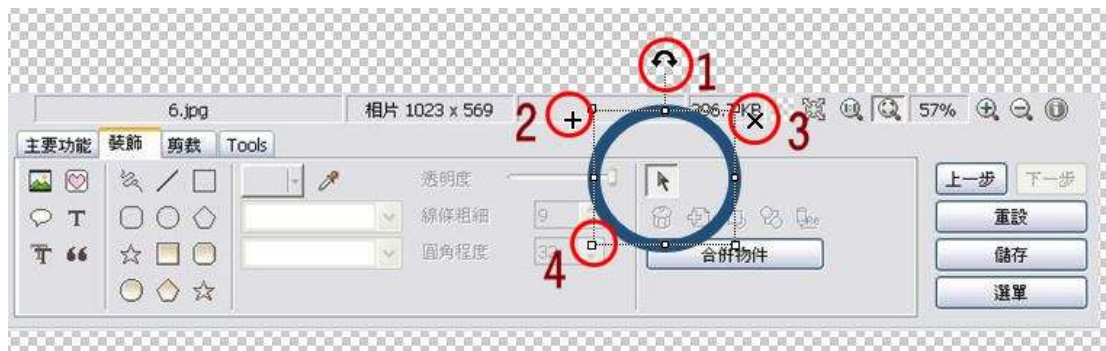 1
6.jpg 相片 1023 x 569 57%
2
3
主要功能 裝飾 剪裁 Tools
透明度
上一步 下一步
T 線條粗細 9
重設
T 圓角程度
4
合併物件
儲存
選單